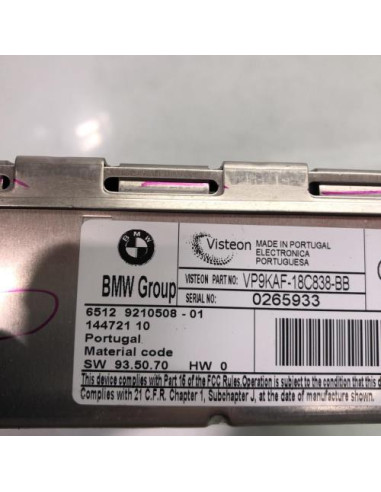 BMW
Visteon
MADE IN PORTUGAL
ELECTRONICA
PORTUGUESA
VISTEON PART NO: VP9KAF-18C838-BB
SERIAL NO: 0265933
BMW Group
6512 9210508 - 01
144721 10
Portugal
Material code
SW 93.50.70 HW 0
This device complies with Part 15 of the FCC Rules. Operation is subject to the condition that
Complies with 21 C.F.R. Chapter 1, Subchapter J, at date of manufacture shown.